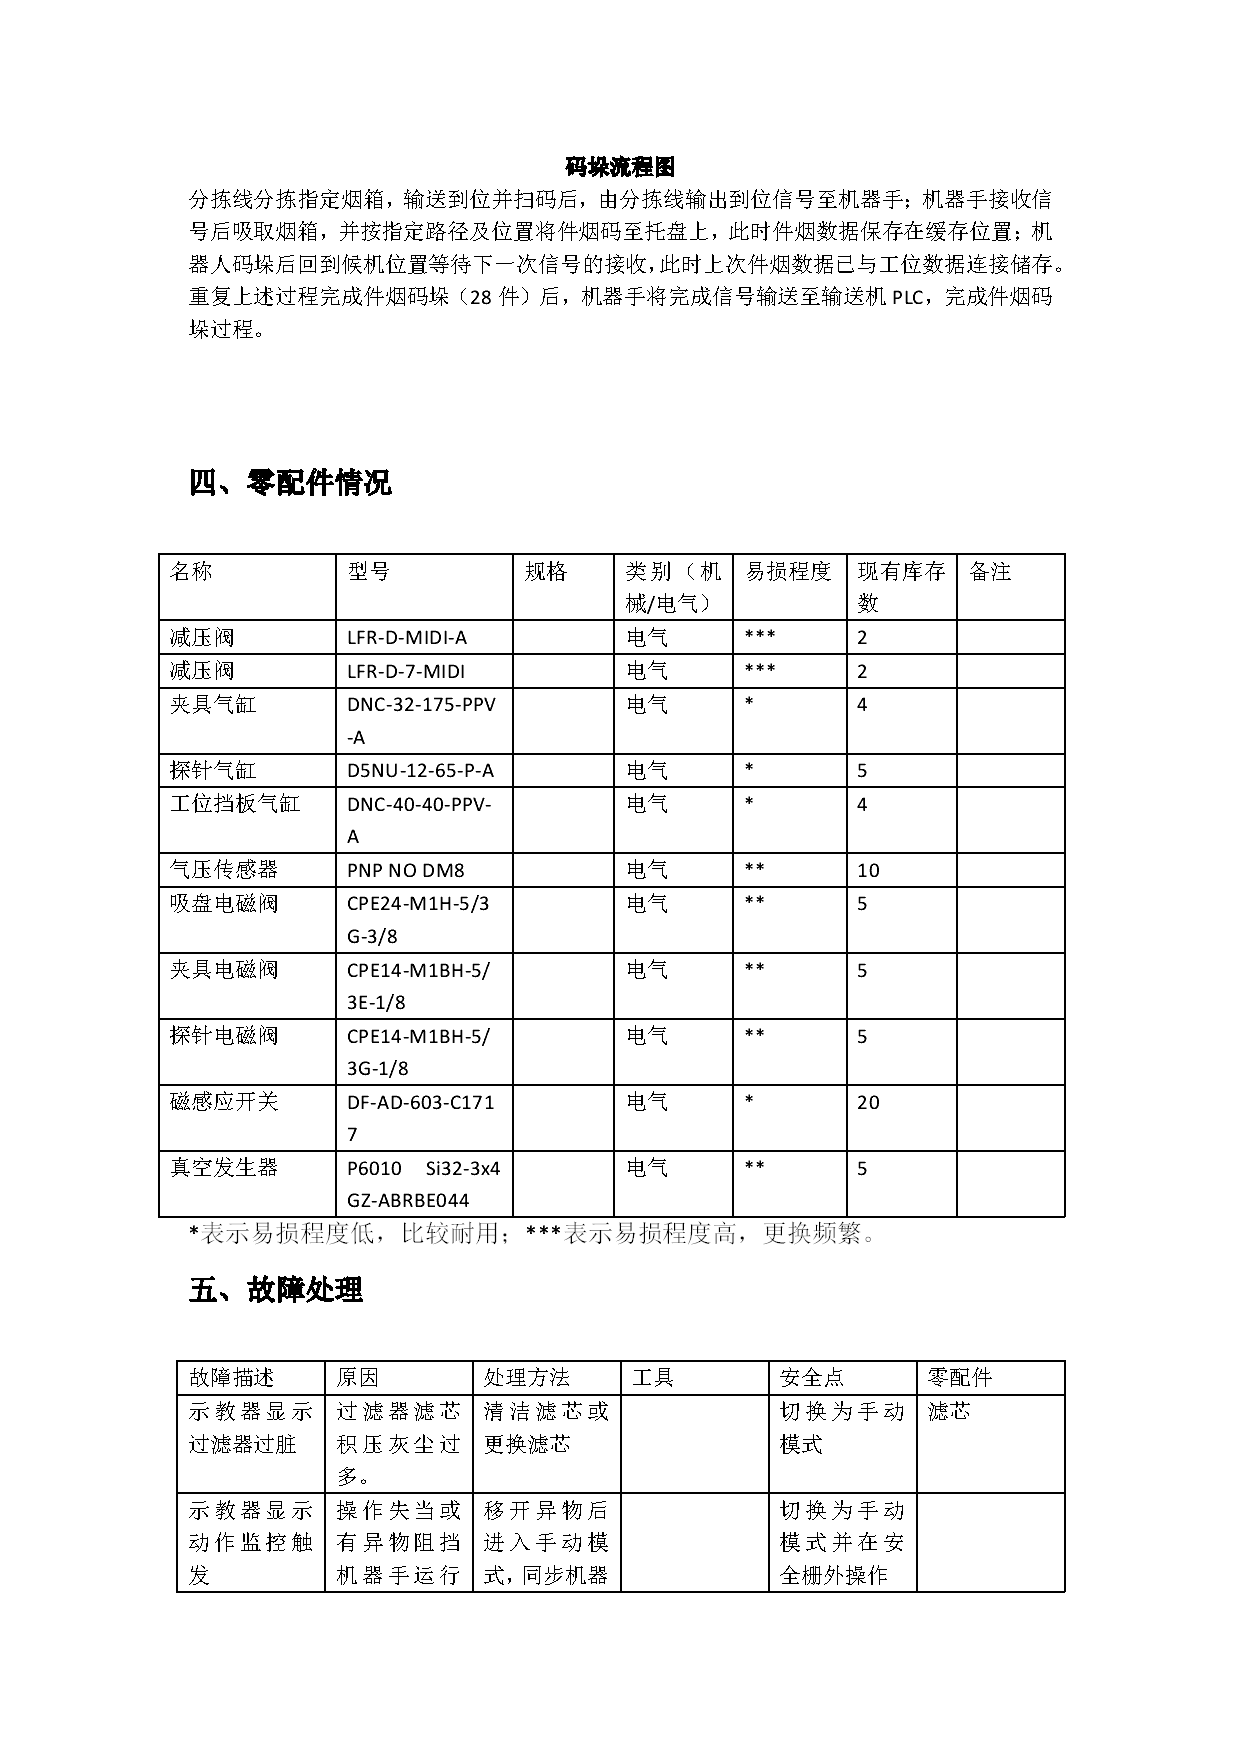 码垛流程图
分拣线分拣指定烟箱，输送到位并扫码后，由分拣线输出到位信号至机器手；机器手接收信
号后吸取烟箱，并按指定路径及位置将件烟码至托盘上，此时件烟数据保存在缓存位置；机
器人码垛后回到候机位置等待下一次信号的接收，此时上次件烟数据已与工位数据连接储存。
重复上述过程完成件烟码垛（28 件）后，机器手将完成信号输送至输送机 PLC，完成件烟码
垛过程。
四、零配件情况
名称 型号 规格 类别（机 易损程度 现有库存 备注
械/电气） 数
减压阀 LFR-D-MIDI-A 电气 *** 2
减压阀 LFR-D-7-MIDI 电气 *** 2
夹具气缸 DNC-32-175-PPV 电气 * 4
-A
探针气缸 D5NU-12-65-P-A 电气 * 5
工位挡板气缸 DNC-40-40-PPV- 电气 * 4
A
气压传感器 PNP NO DM8 电气 ** 10
吸盘电磁阀 CPE24-M1H-5/3 电气 ** 5
G-3/8
夹具电磁阀 CPE14-M1BH-5/ 电气 ** 5
3E-1/8
探针电磁阀 CPE14-M1BH-5/ 电气 ** 5
3G-1/8
磁感应开关 DF-AD-603-C171 电气 * 20
7
真空发生器 P6010 Si32-3x4 电气 ** 5
GZ-ABRBE044
*表示易损程度低，比较耐用；***表示易损程度高，更换频繁。
五、故障处理
故障描述 原因 处理方法 工具 安全点 零配件
示教器显示 过滤器滤芯 清洁滤芯或 切换为手动 滤芯
过滤器过脏 积压灰尘过 更换滤芯 模式
多。
示教器显示 操作失当或 移开异物后 切换为手动
动作监控触 有异物阻挡 进入手动模 模式并在安
发 机器手运行 式，同步机器 全栅外操作